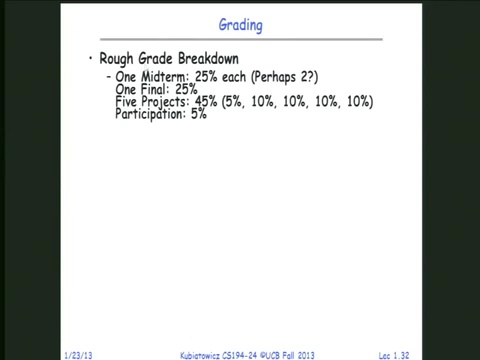 Grading
• Rough Grade Breakdown
– One Midterm: 25% each (Perhaps 2?)
One Final: 25%
Five Projects: 45% (5%, 10%, 10%, 10%, 10%)
Participation: 5%
1/23/13
Kubiatowicz CS194-24 ©UCB Fall 2013
Lec 1.32